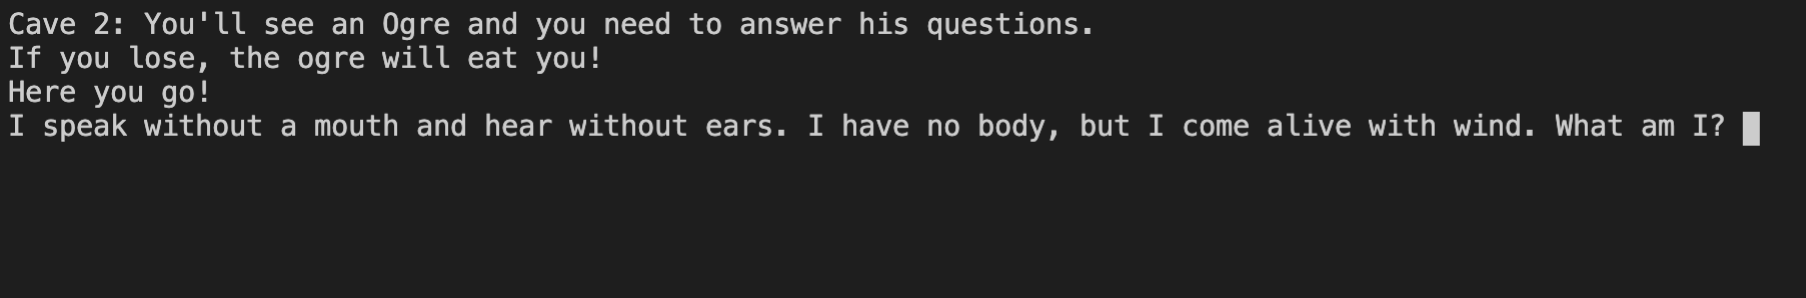 Cave 2: You'll see an Ogre and you need to answer his questions.
If you lose, the ogre will eat you!
Here you go!
I speak without a mouth and hear without ears. I have no body, but I come alive with wind. What am I?